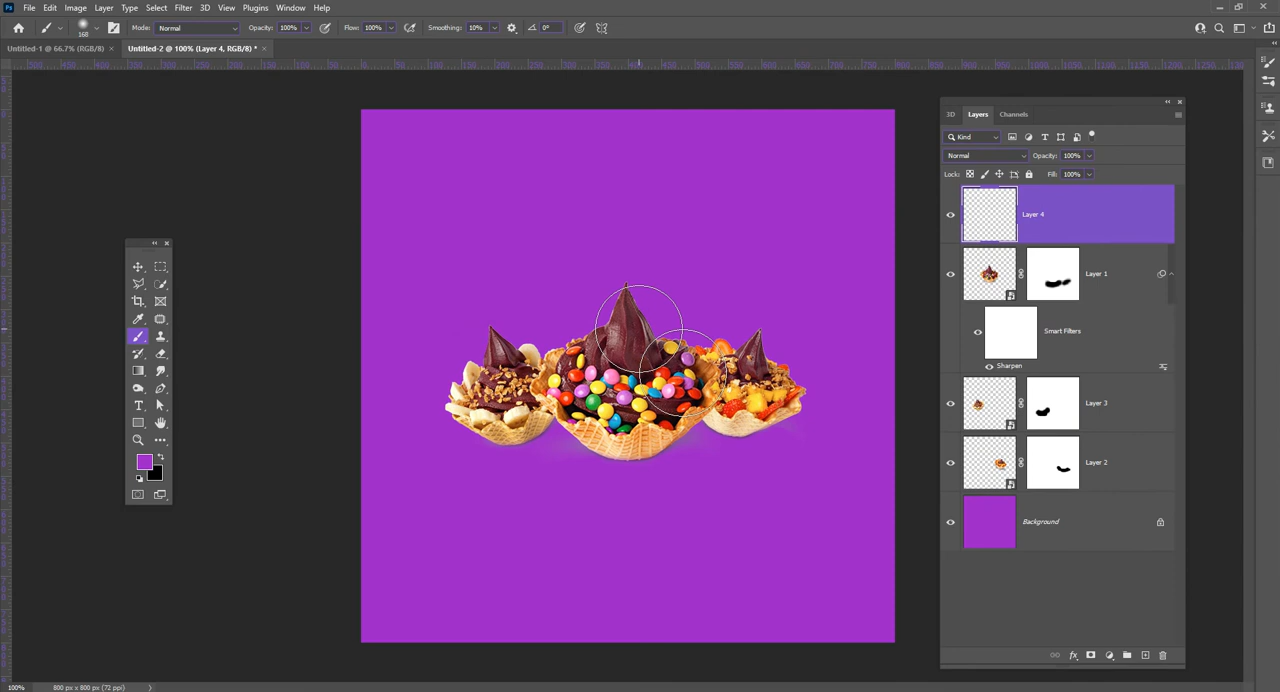 Ps File Edit Image Layer Type Select Filter 3D View Plugins Window Help
168 Mode: Normal Opacity: 100% Flow: 100% Smoothing: 10% 0°
Untitled-1 @ 66.7% (RGB/8) × Untitled-2 @ 100% (Layer 4, RGB/8) * ×
3D Layers Channels
Kind
Normal Opacity: 100%
Lock: Fill: 100%
Layer 4
Layer 1
Smart Filters
Sharpen
Layer 3
Layer 2
Background
100% 800 px x 800 px (72 ppi)